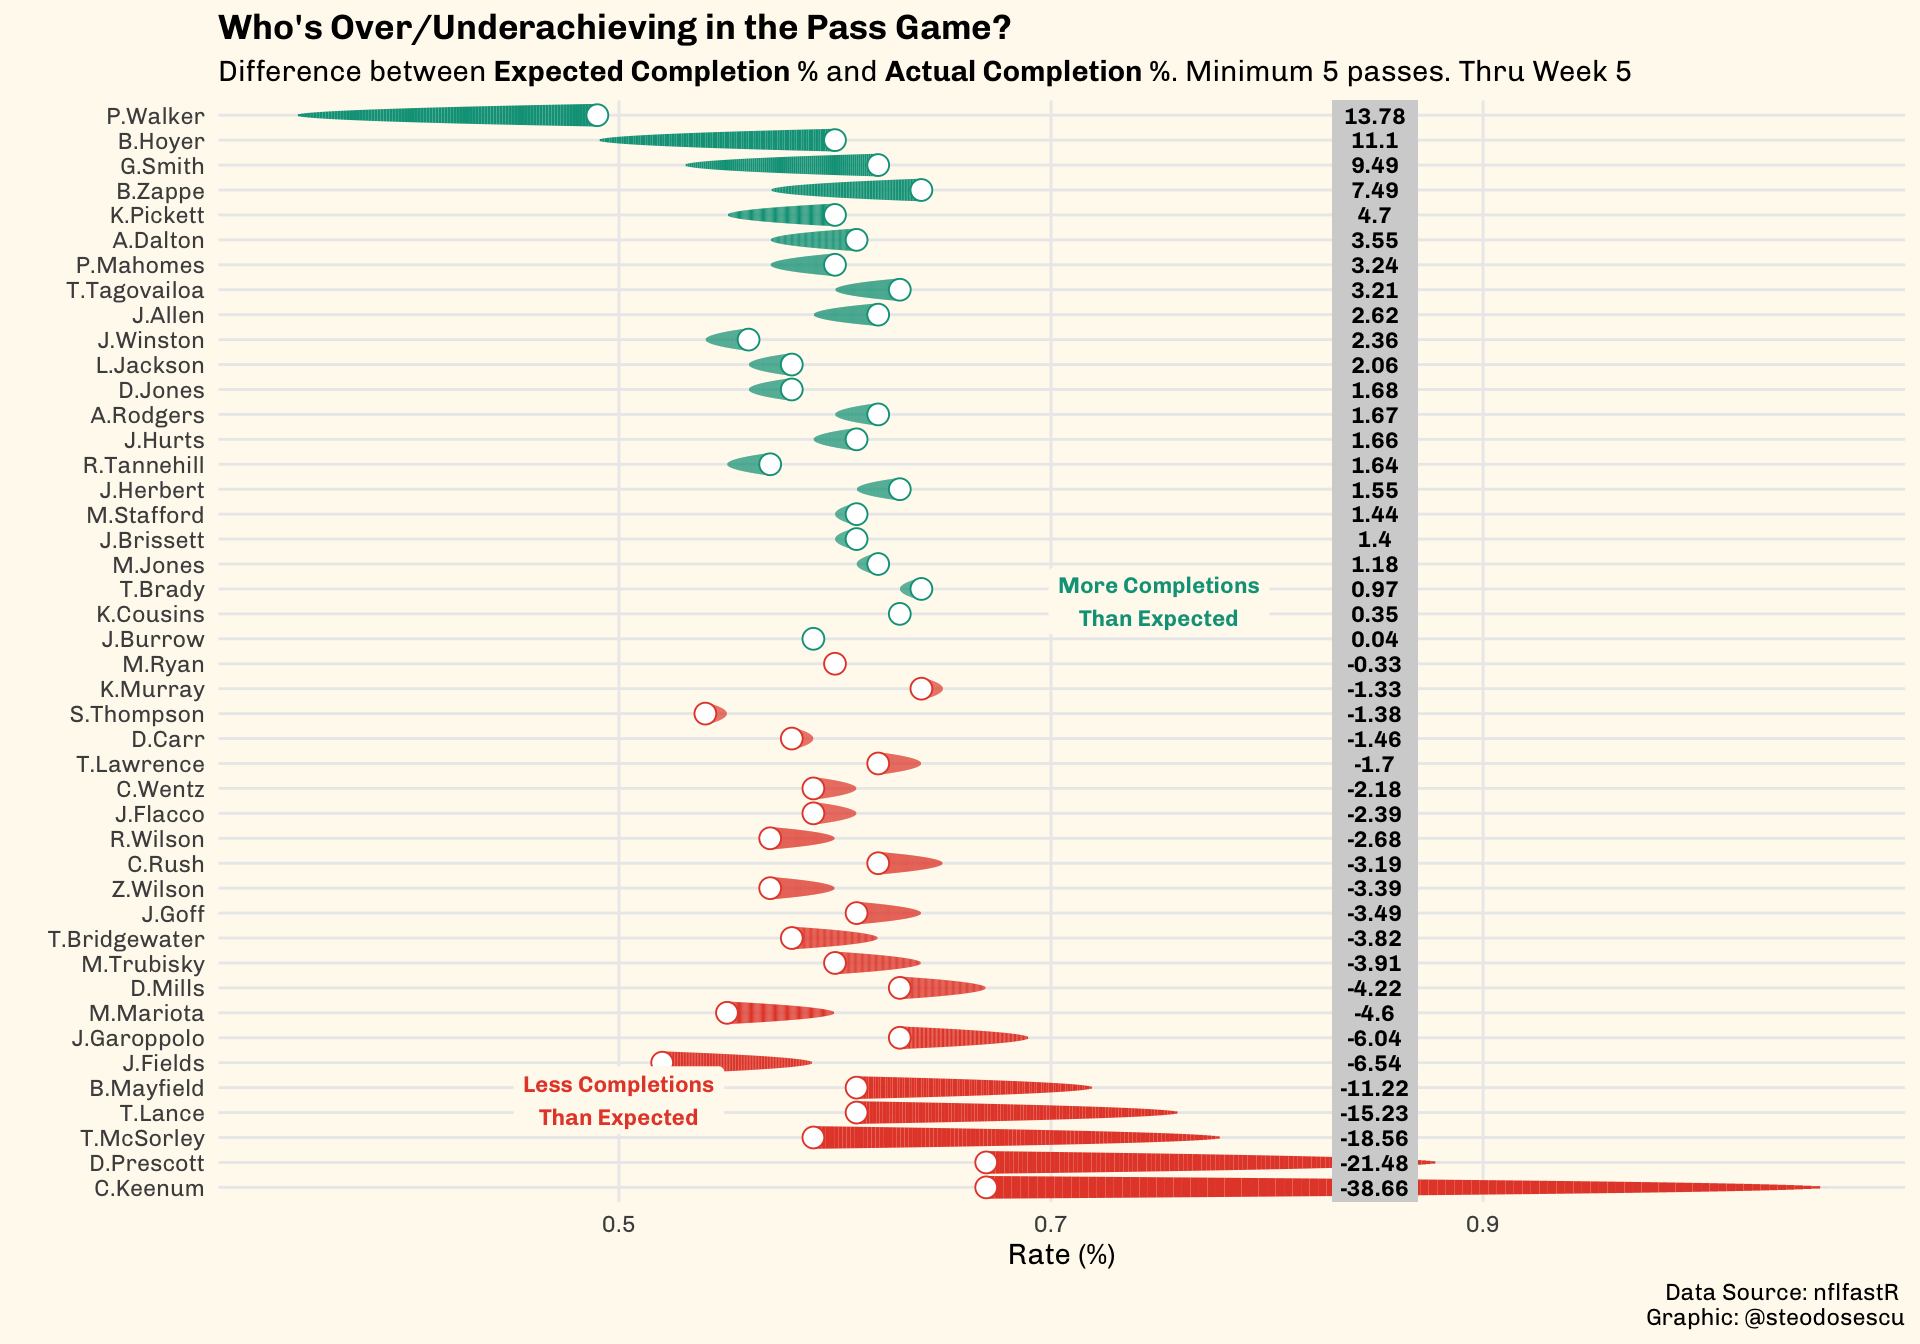 Who's Over/Underachieving in the Pass Game?
Difference between Expected Completion % and Actual Completion %. Minimum 5 passes. Thru Week 5
P.Walker 13.78
B.Hoyer 11.1
G.Smith 9.49
B.Zappe 7.49
K.Pickett 4.7
A.Dalton 3.55
P.Mahomes 3.24
T.Tagovailoa 3.21
J.Allen 2.62
J.Winston 2.36
L.Jackson 2.06
D.Jones 1.68
A.Rodgers 1.67
J.Hurts 1.66
R.Tannehill 1.64
J.Herbert 1.55
M.Stafford 1.44
J.Brissett 1.4
M.Jones 1.18
T.Brady 0.97
More Completions
Than Expected
K.Cousins 0.35
J.Burrow 0.04
M.Ryan -0.33
K.Murray -1.33
S.Thompson -1.38
D.Carr -1.46
T.Lawrence -1.7
C.Wentz -2.18
J.Flacco -2.39
R.Wilson -2.68
C.Rush -3.19
Z.Wilson -3.39
J.Goff -3.49
T.Bridgewater -3.82
M.Trubisky -3.91
D.Mills -4.22
M.Mariota -4.6
J.Garoppolo -6.04
J.Fields -6.54
Less Completions
Than Expected
B.Mayfield -11.22
T.Lance -15.23
T.McSorley -18.56
D.Prescott -21.48
C.Keenum -38.66
0.5 0.7 0.9
Rate (%)
Data Source: nflfastR
Graphic: @steodosescu